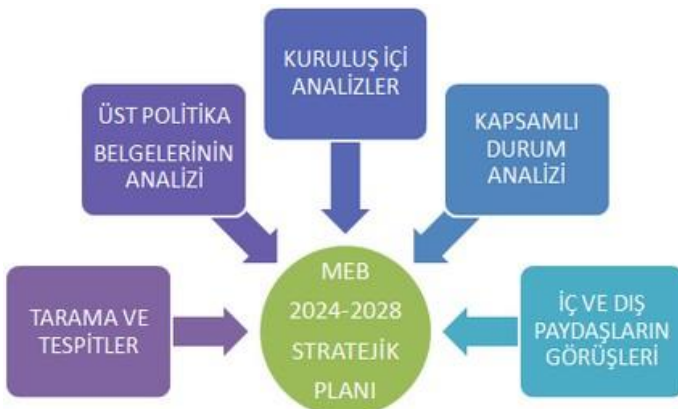 KURULUŞ İÇİ
ANALİZLER
ÜST POLİTİKA
BELGELERİNİN
ANALİZİ
KAPSAMLI
DURUM
ANALİZİ
TARAMA VE
TESPİTLER
MEB
2024-2028
STRATEJİK
PLANI
İÇ VE DIŞ
PAYDAŞLARIN
GÖRÜŞLERİ